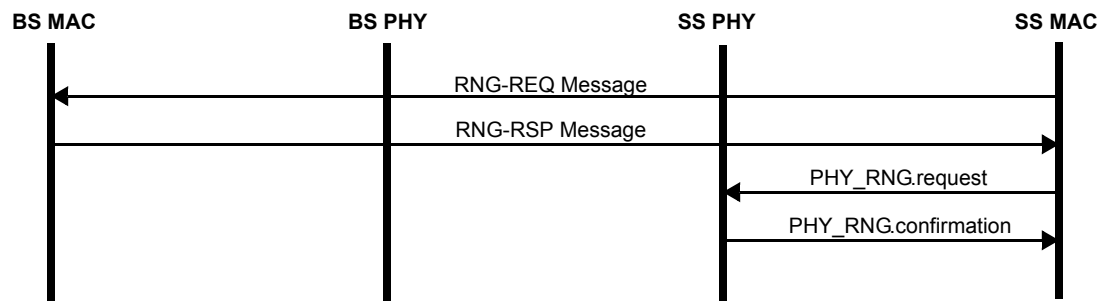 BS MAC
BS PHY
SS PHY
SS MAC
RNG-REQ Message
RNG-RSP Message
PHY_RNG.request
PHY_RNG.confirmation